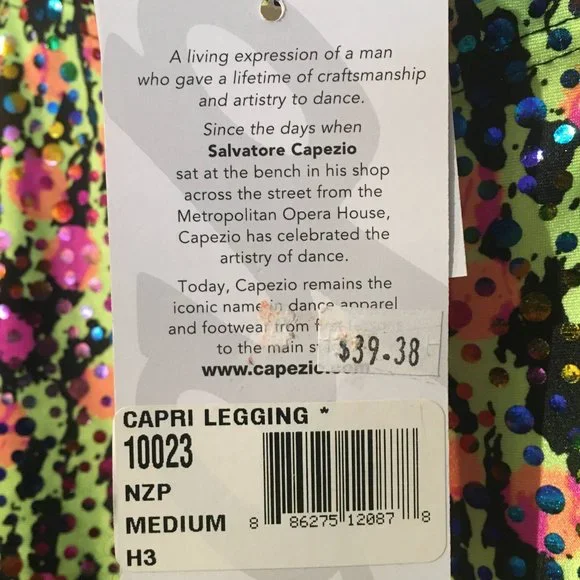 A living expression of a man
who gave a lifetime of craftsmanship
and artistry to dance.
Since the days when
Salvatore Capezio
sat at the bench in his shop
across the street from the
Metropolitan Opera House,
Capezio has celebrated the
artistry of dance.
Today, Capezio remains the
iconic name in dance apparel
and footwear from
to the main
$39.38
www.capezio.com
CAPRI LEGGING *
10023
NZP
MEDIUM
H3
8 86275 12087 8